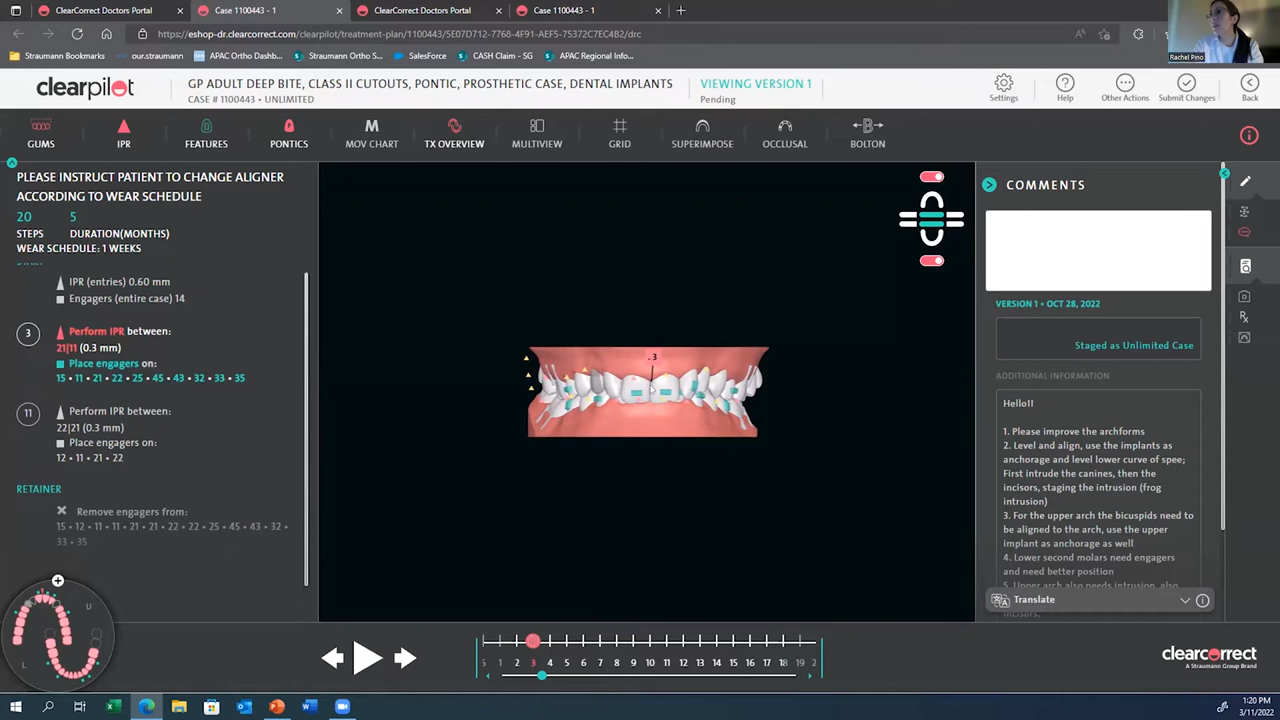 ClearCorrect Doctors Portal
Case 1100443 - 1
ClearCorrect Doctors Portal
Case 1100443 - 1
https://eshop-dr.clearcorrect.com/clearpilot/treatment-plan/1100443/5E07D712-7768-4F91-AEF5-75372C7EC4B2/drc
Straumann Bookmarks
our.straumann
APAC Ortho Dashb...
Straumann Sport Os...
SalesForce
CASH Claim - SG
APAC Regional Info...
Rachel Pino
clearpilot
GP ADULT DEEP BITE, CLASS II CUTOUTS, PONTIC, PROSTHETIC CASE, DENTAL IMPLANTS
CASE # 1100443 • UNLIMITED
VIEWING VERSION 1
Pending
Settings
Help
Other Actions
Submit Changes
Back
GUMS
IPR
FEATURES
PONTICS
M
MOV CHART
TX OVERVIEW
MULTIVIEW
GRID
SUPERIMPOSE
OCCLUSAL
B
BOLTON
PLEASE INSTRUCT PATIENT TO CHANGE ALIGNER
ACCORDING TO WEAR SCHEDULE
20 5
STEPS DURATION(MONTHS)
WEAR SCHEDULE: 1 WEEKS
IPR (entries) 0.60 mm
Engagers (entire case) 14
3
Perform IPR between:
21|11 (0.3 mm)
Place engagers on:
15 • 11 • 21 • 22 • 25 • 45 • 43 • 32 • 33 • 35
11
Perform IPR between:
22|21 (0.3 mm)
Place engagers on:
12 • 11 • 21 • 22
RETAINER
Remove engagers from:
15 • 12 • 11 • 11 • 21 • 21 • 22 • 22 • 25 • 45 • 43 • 32 •
33 • 35
U
L
.3
COMMENTS
VERSION 1 • OCT 28, 2022
Staged as Unlimited Case
ADDITIONAL INFORMATION
Hello!!
1. Please improve the archforms
2. Level and align, use the implants as
anchorage and level lower curve of spee;
First intrude the canines, then the
incisors, staging the intrusion (frog
intrusion)
3. For the upper arch the bicuspids need to
be aligned to the arch, use the upper
implant as anchorage as well
4. Lower second molars need engagers
and need better position
5. Upper arch also needs intrusion, also
incisors.
Translate
S 1 2 3 4 5 6 7 8 9 10 11 12 13 14 15 16 17 18 19 2
clearcorrect
A Straumann Group Brand
1:20 PM
3/11/2022